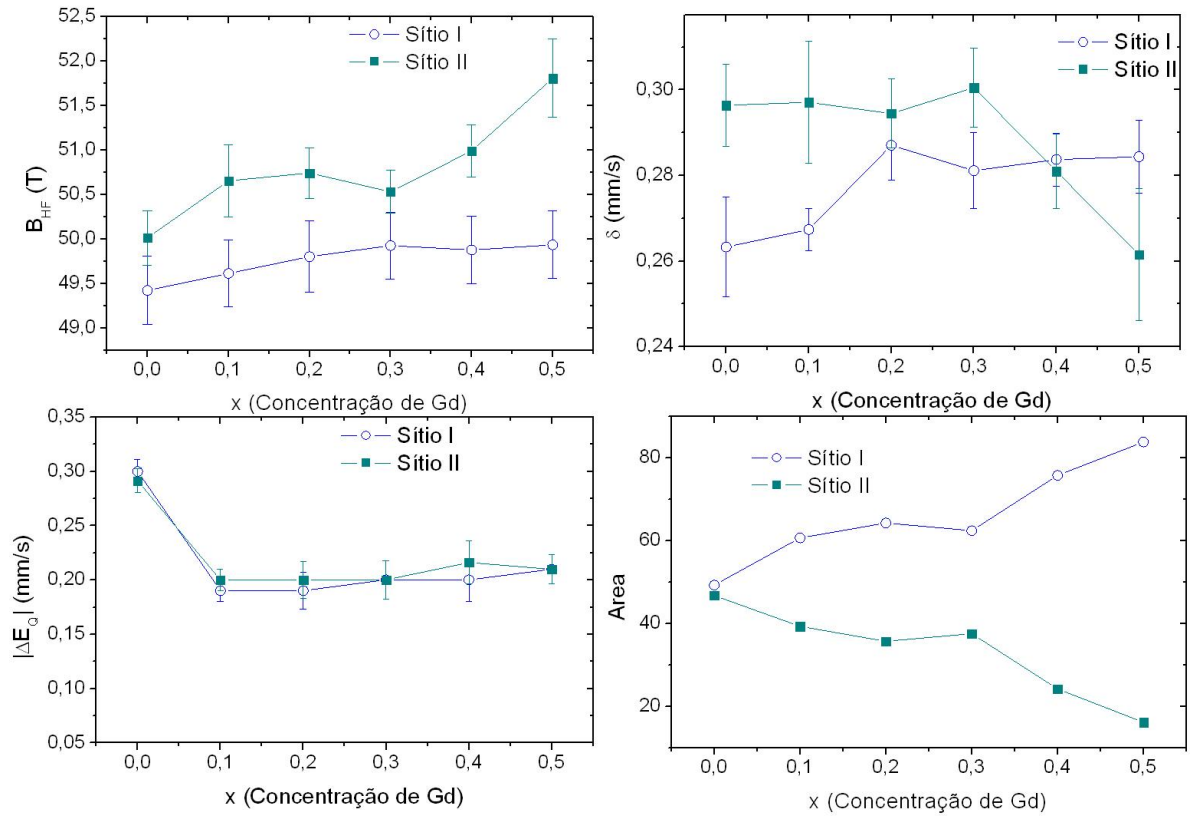 52,5
52,0
51,5
51,0
50,5
50,0
49,5
49,0
B_HF (T)
Sítio I
Sítio II
0,0 0,1 0,2 0,3 0,4 0,5
x (Concentração de Gd)
0,30
0,28
0,26
0,24
δ (mm/s)
Sítio I
Sítio II
0,0 0,1 0,2 0,3 0,4 0,5
x (Concentração de Gd)
0,35
0,30
0,25
0,20
0,15
0,10
0,05
|ΔE_Q| (mm/s)
Sítio I
Sítio II
0,0 0,1 0,2 0,3 0,4 0,5
x (Concentração de Gd)
80
60
40
20
Area
Sítio I
Sítio II
0,0 0,1 0,2 0,3 0,4 0,5
x (Concentração de Gd)